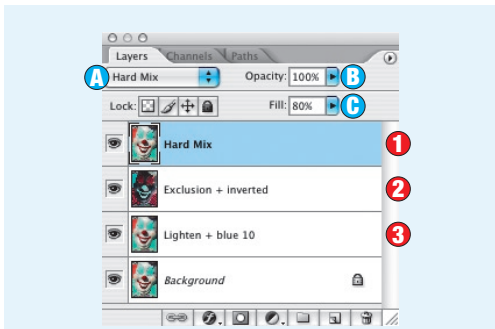 Layers Channels Paths
A Hard Mix Opacity: 100% B
Lock: Fill: 80% C
Hard Mix 1
Exclusion + inverted 2
Lighten + blue 10 3
Background